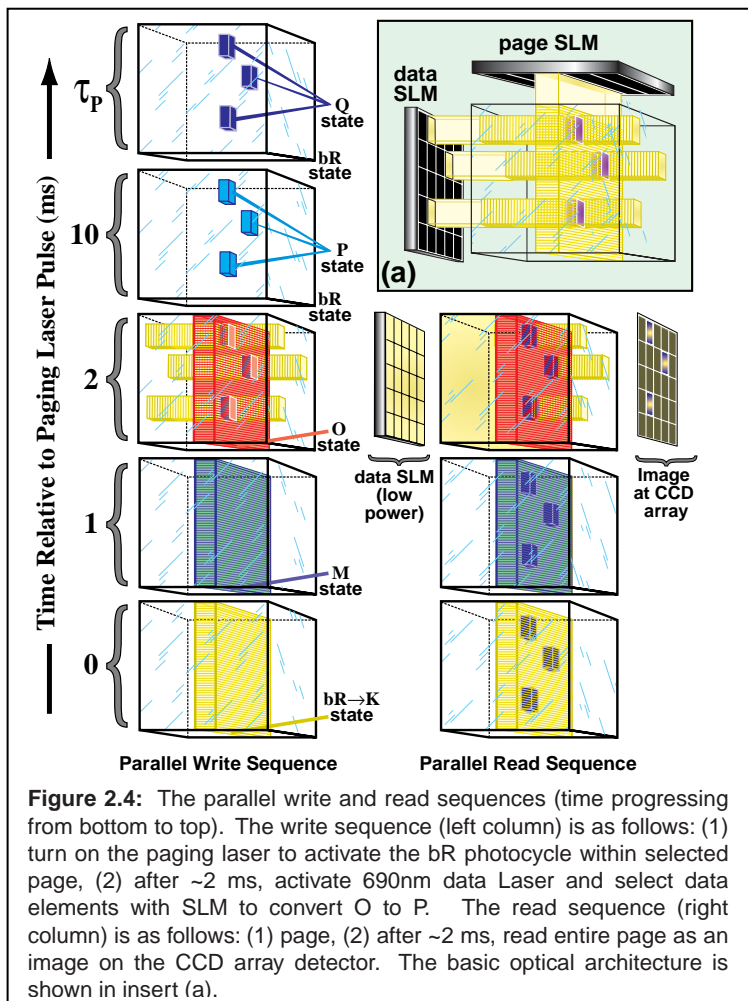 page SLM
data
SLM
(a)
Time Relative to Paging Laser Pulse (ms)
τP
Q
state
bR
state
10
P
state
bR
state
2
O
state
data SLM
(low
power)
Image
at CCD
array
1
M
state
0
bR→K
state
Parallel Write Sequence
Parallel Read Sequence
Figure 2.4: The parallel write and read sequences (time progressing
from bottom to top). The write sequence (left column) is as follows: (1)
turn on the paging laser to activate the bR photocycle within selected
page, (2) after ~2 ms, activate 690nm data Laser and select data
elements with SLM to convert O to P. The read sequence (right
column) is as follows: (1) page, (2) after ~2 ms, read entire page as an
image on the CCD array detector. The basic optical architecture is
shown in insert (a).